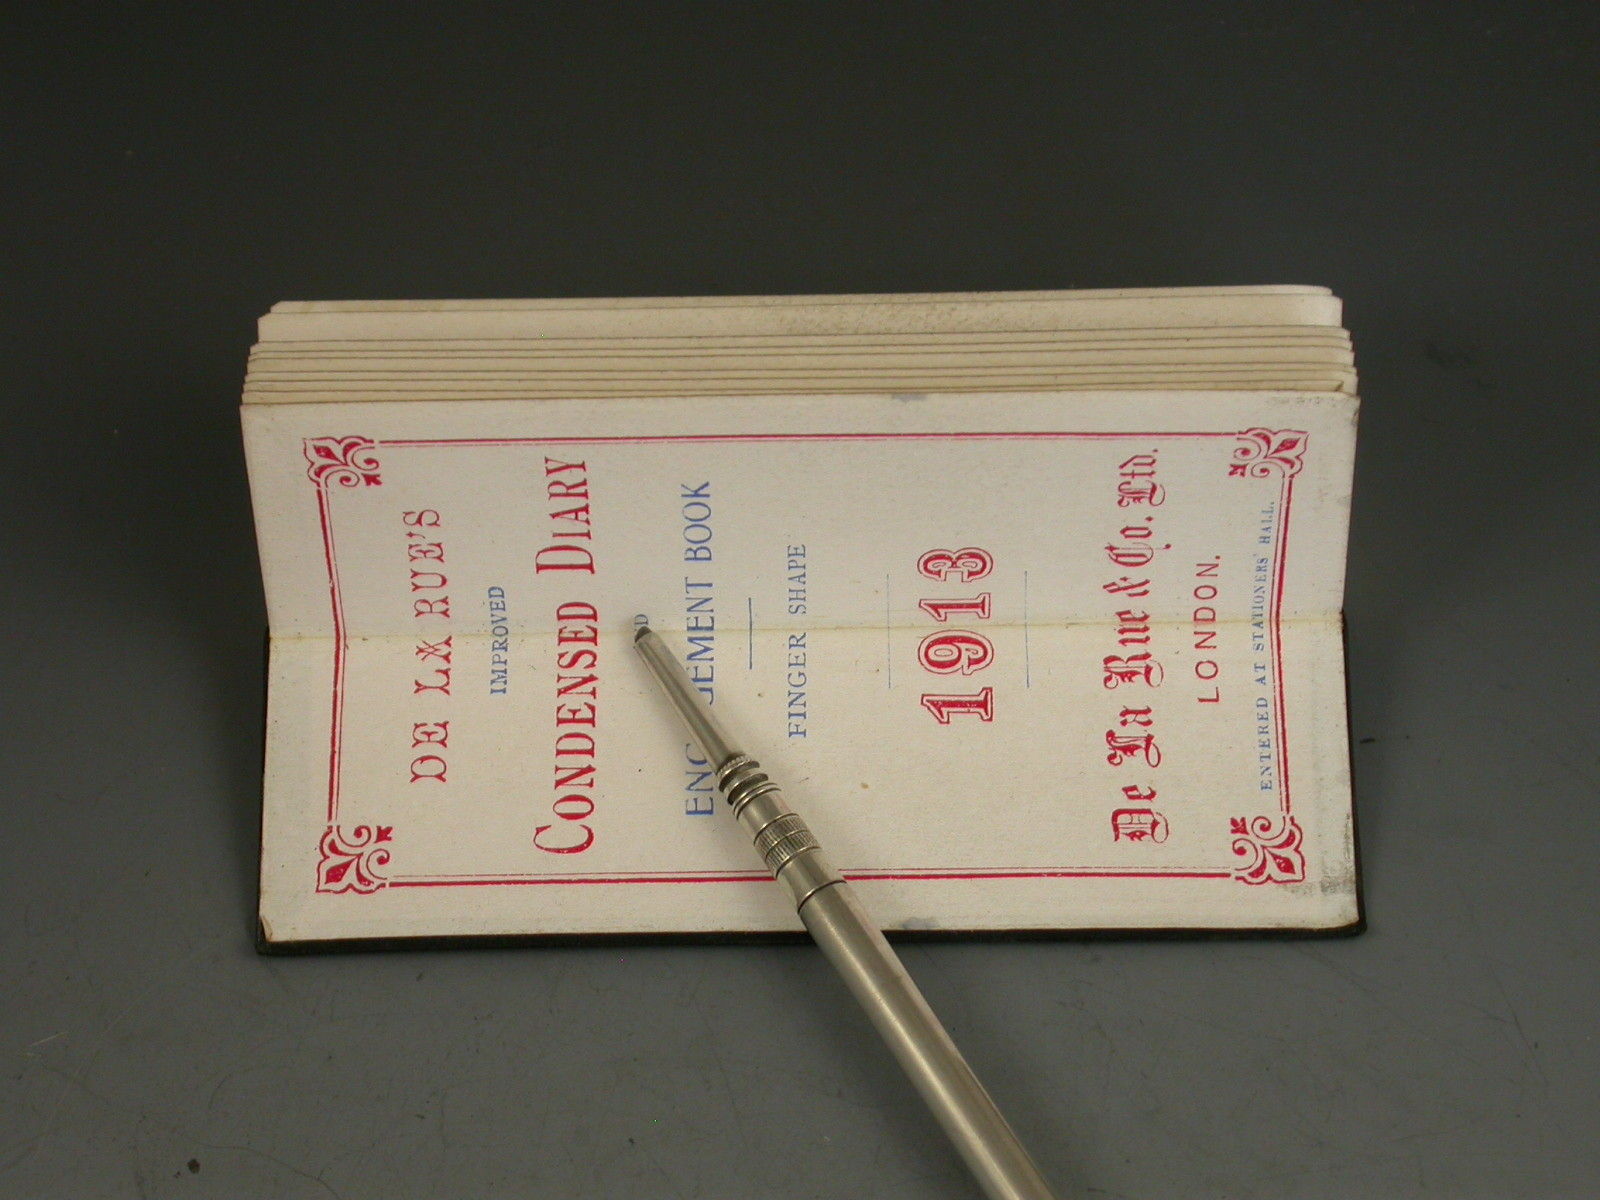 DE LA RUE'S
IMPROVED
CONDENSED DIARY
ENGAGEMENT BOOK
FINGER SHAPE
1913
De La Rue & Co. Ltd.
LONDON.
ENTERED AT STATIONERS' HALL.